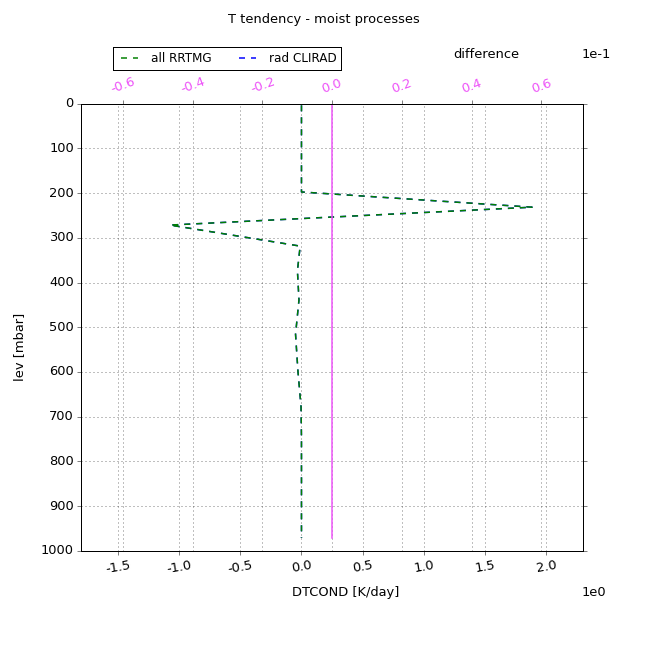 T tendency - moist processes
all RRTMG rad CLIRAD difference 1e-1
-0.6 -0.4 -0.2 0.0 0.2 0.4 0.6
0
100
200
300
400
500
600
700
800
900
1000
lev [mbar]
-1.5 -1.0 -0.5 0.0 0.5 1.0 1.5 2.0
DTCOND [K/day] 1e0